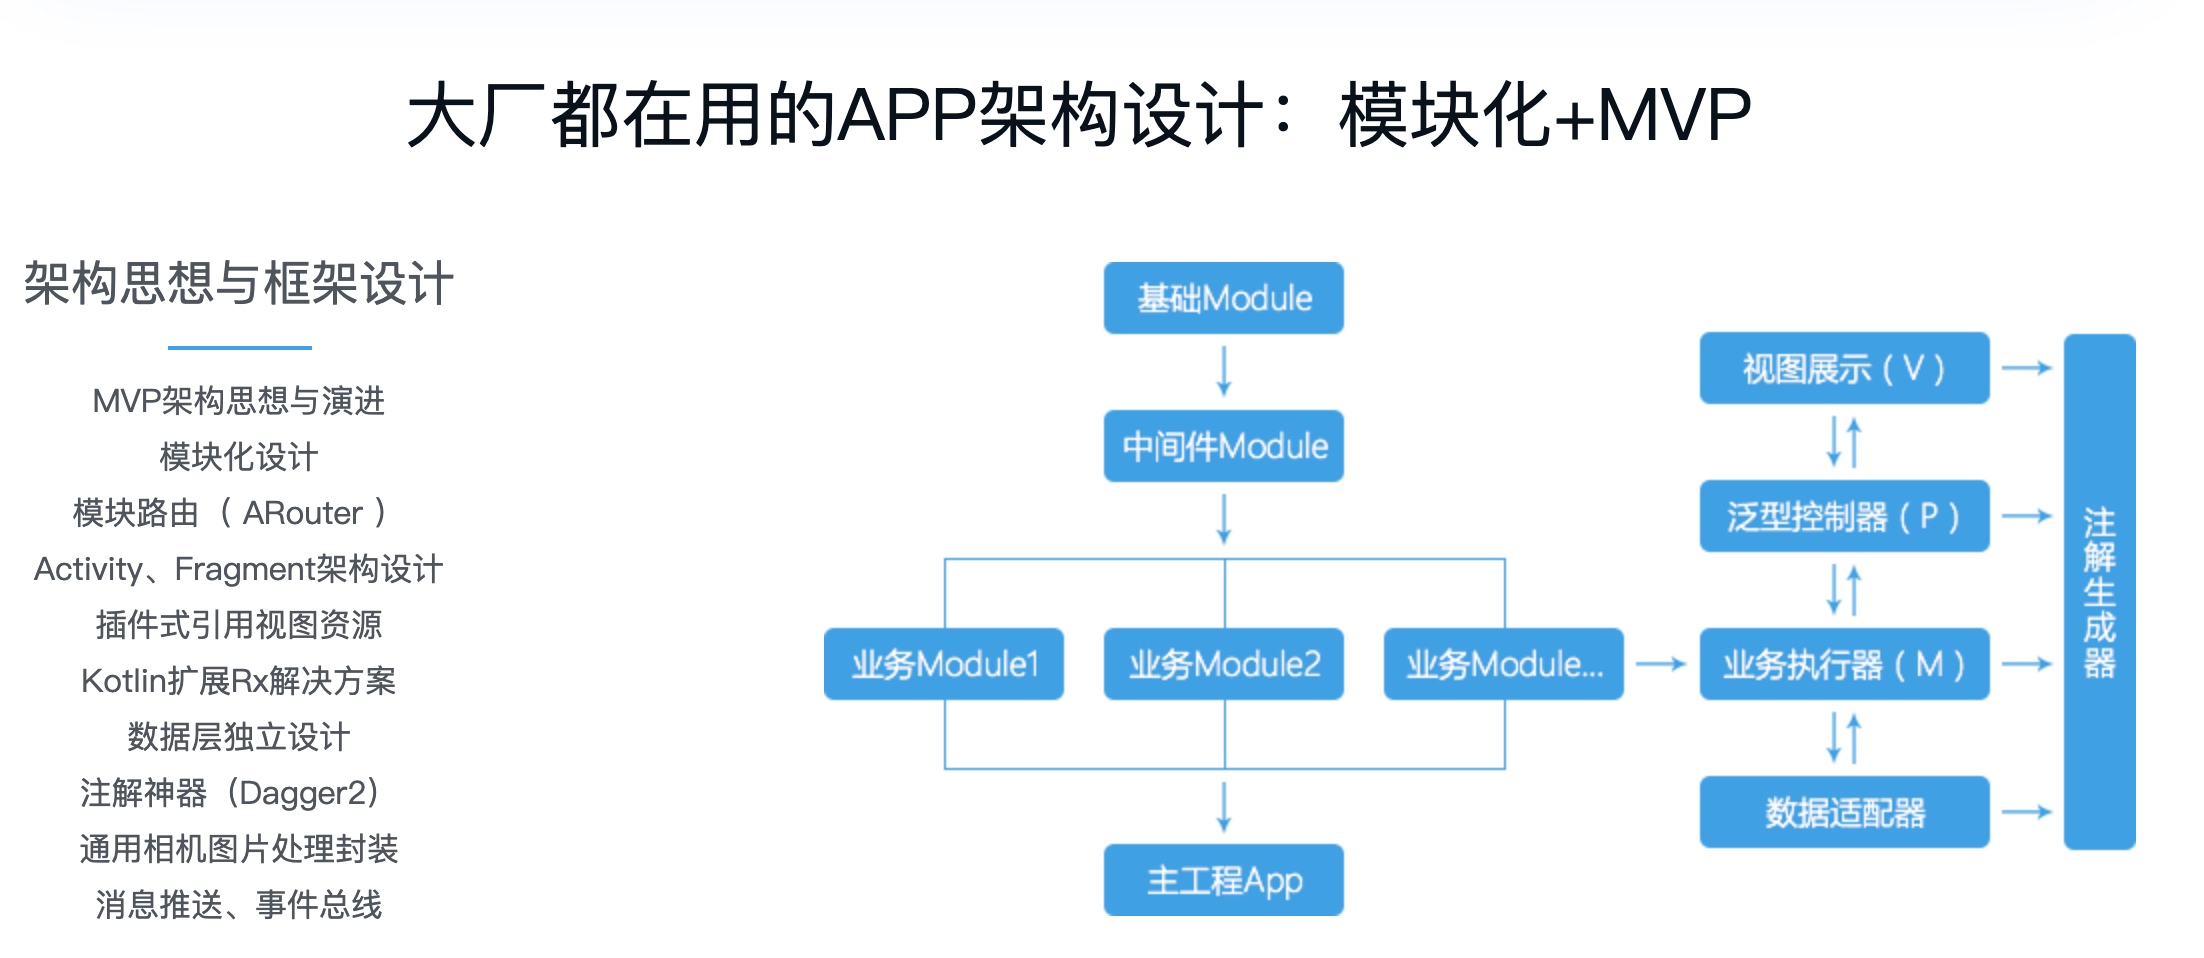 大厂都在用的APP架构设计：模块化+MVP
架构思想与框架设计
MVP架构思想与演进
模块化设计
模块路由（ ARouter ）
Activity、Fragment架构设计
插件式引用视图资源
Kotlin扩展Rx解决方案
数据层独立设计
注解神器（Dagger2）
通用相机图片处理封装
消息推送、事件总线
基础Module
中间件Module
业务Module1
业务Module2
业务Module...
主工程App
视图展示（V）
泛型控制器（P）
业务执行器（M）
数据适配器
注解生成器